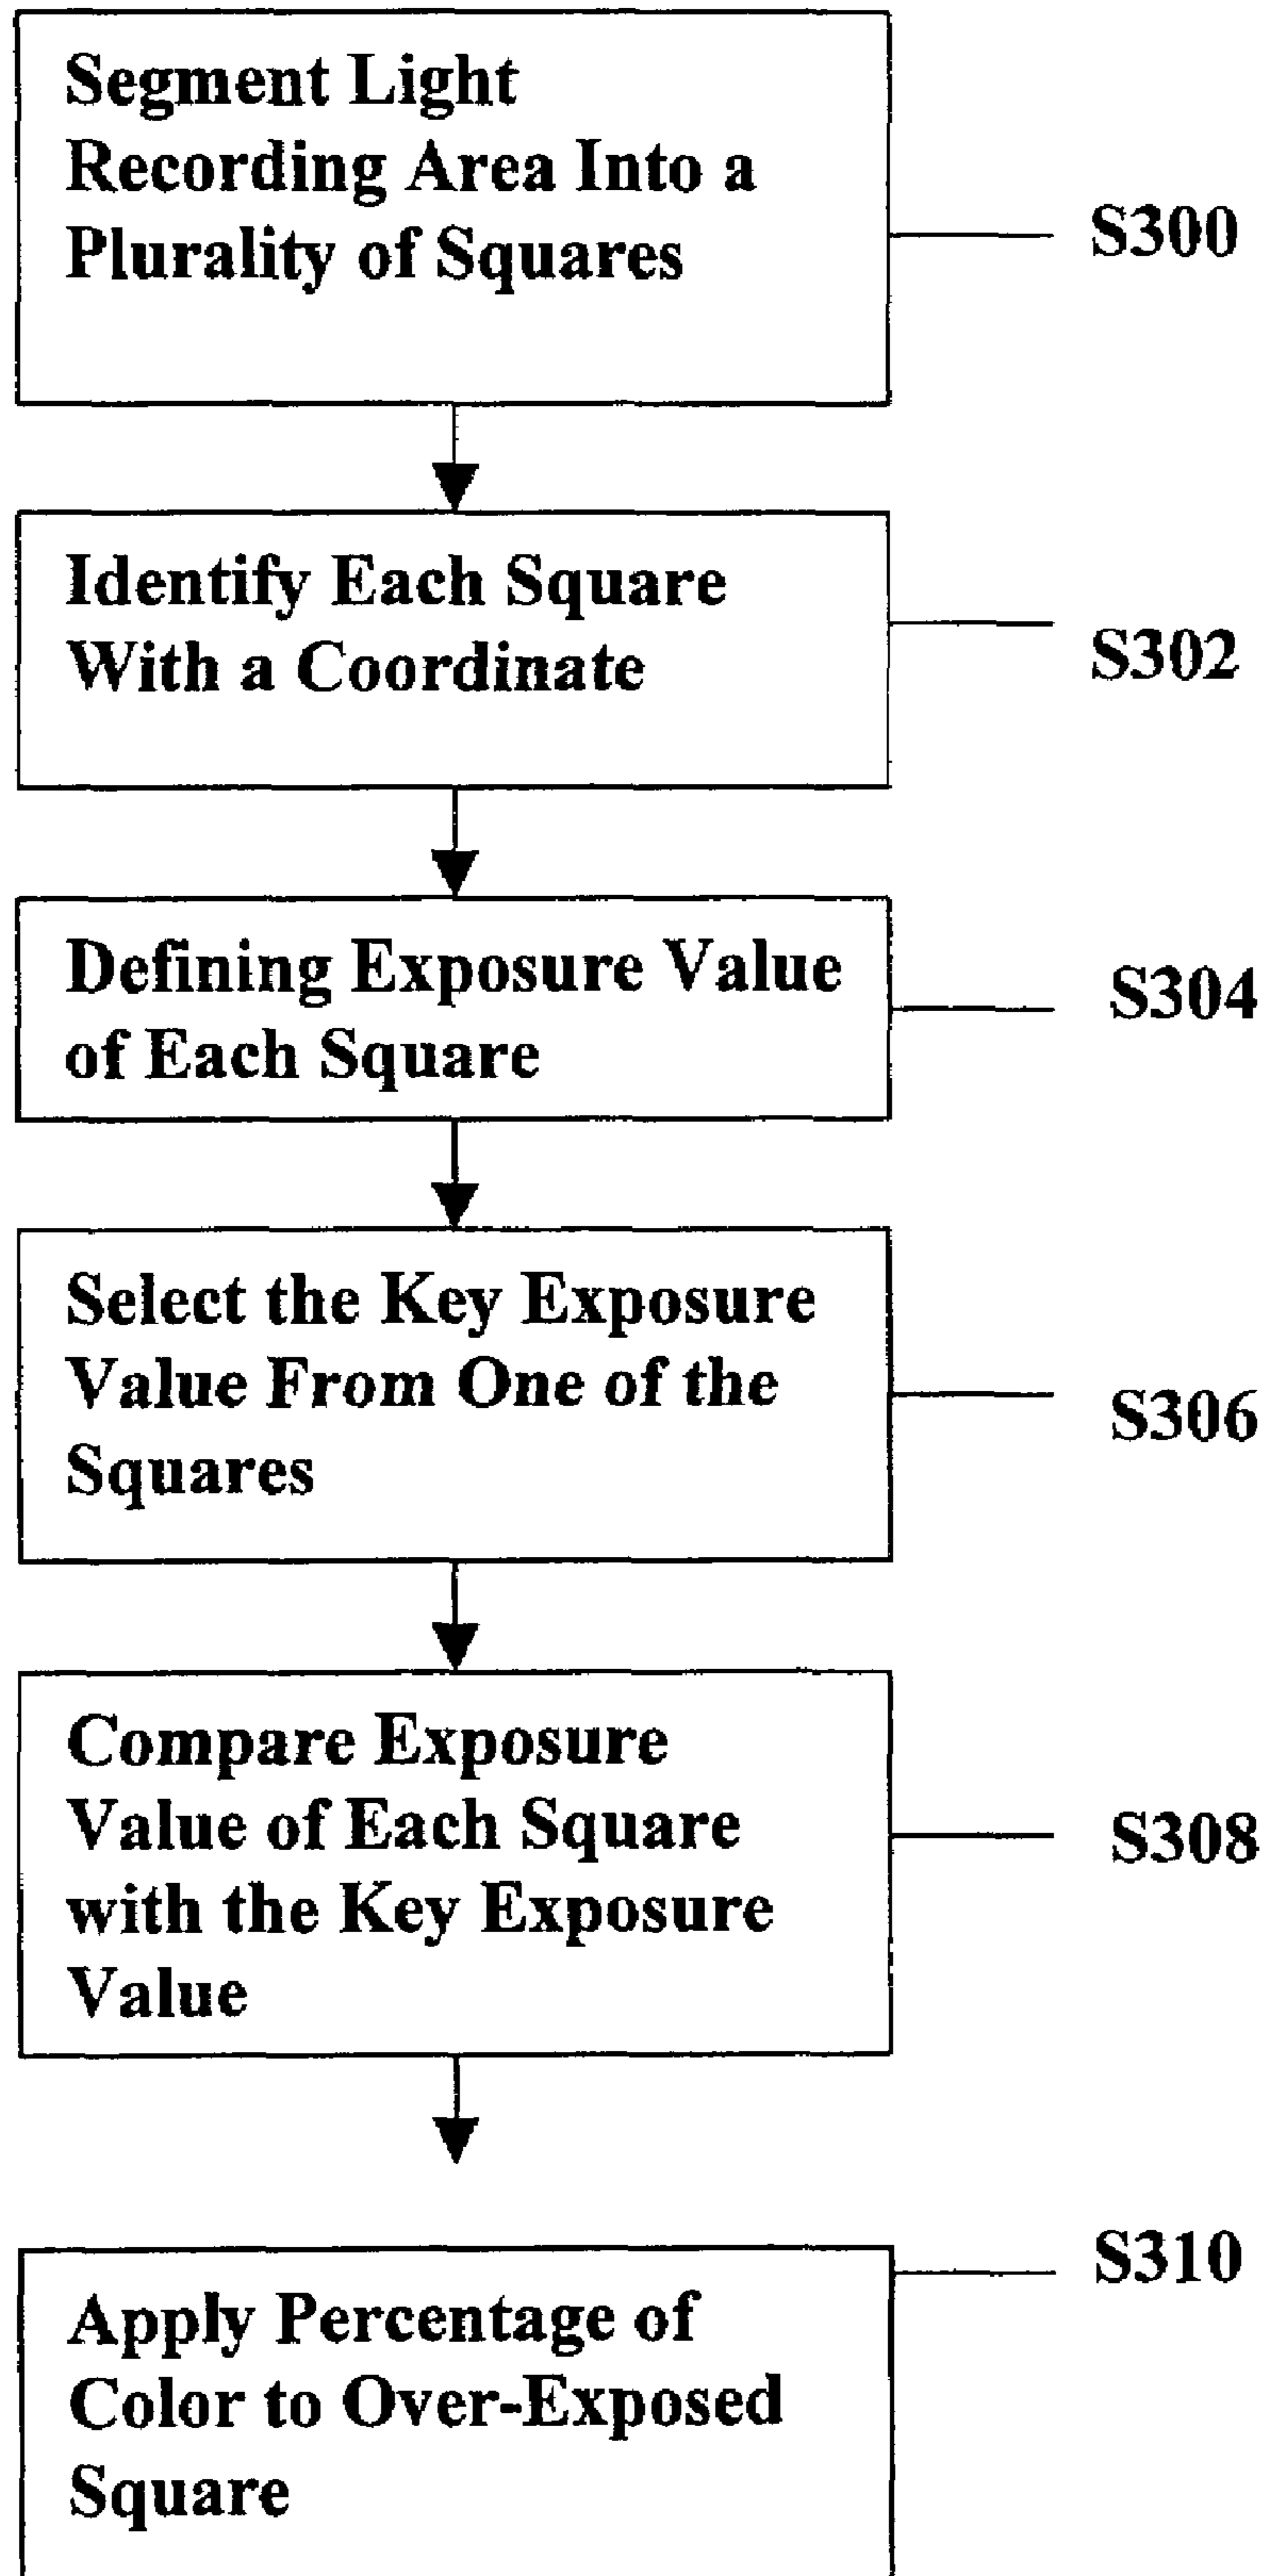 Segment Light
Recording Area Into a
Plurality of Squares
S300
Identify Each Square
With a Coordinate
S302
Defining Exposure Value
of Each Square
S304
Select the Key Exposure
Value From One of the
Squares
S306
Compare Exposure
Value of Each Square
with the Key Exposure
Value
S308
S310
Apply Percentage of
Color to Over-Exposed
Square